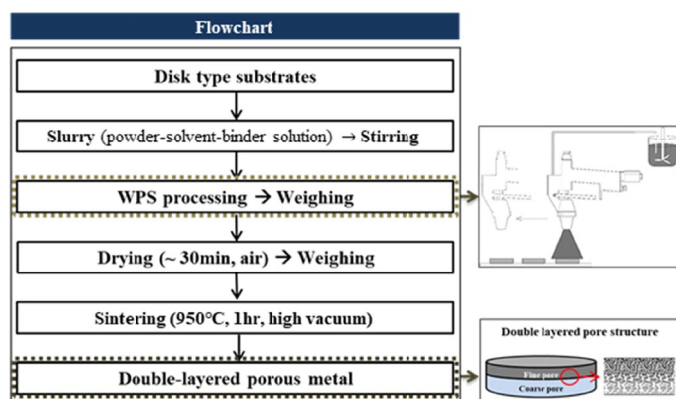 Flowchart
Disk type substrates
Slurry (powder-solvent-binder solution) → Stirring
WPS processing → Weighing
Drying (~ 30min, air) → Weighing
Sintering (950°C, 1hr, high vacuum)
Double-layered porous metal
Double layered pore structure
Fine pore
Coarse pore